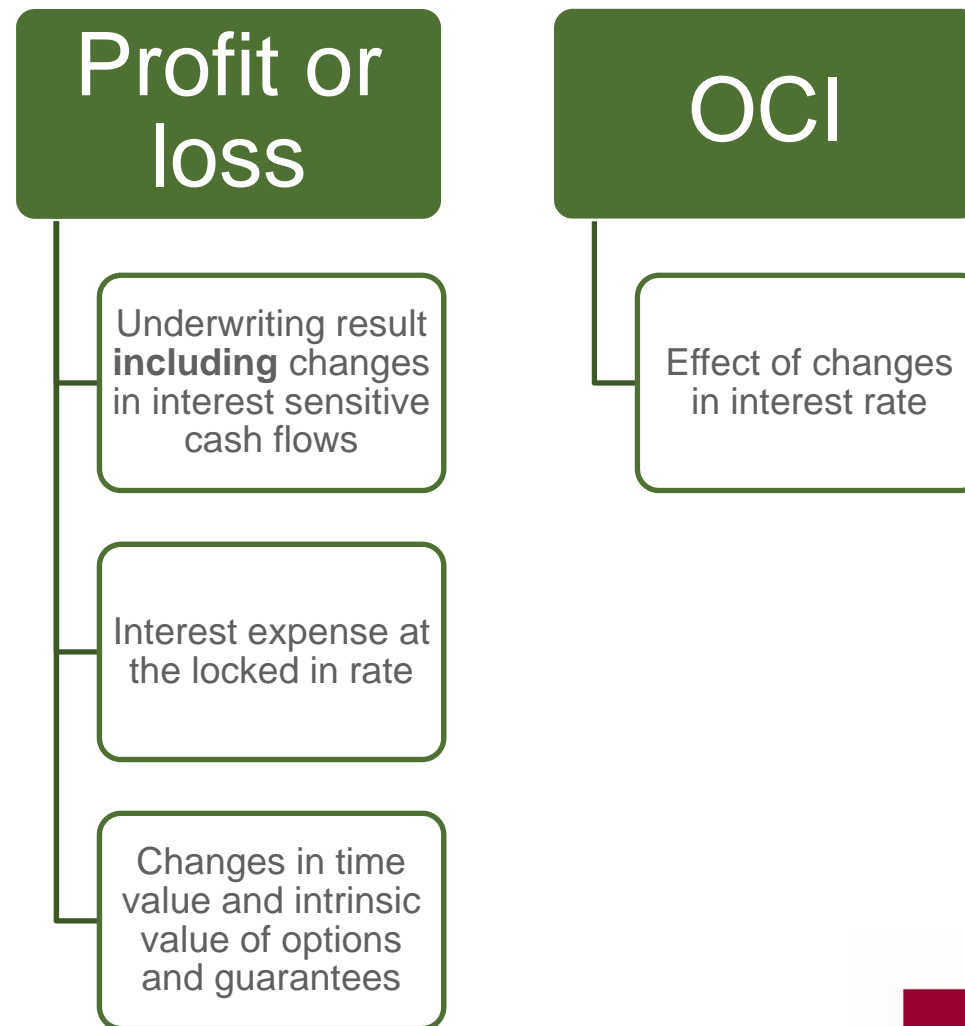 Profit or
loss
Underwriting result
including changes
in interest sensitive
cash flows
Interest expense at
the locked in rate
Changes in time
value and intrinsic
value of options
and guarantees
OCI
Effect of changes
in interest rate